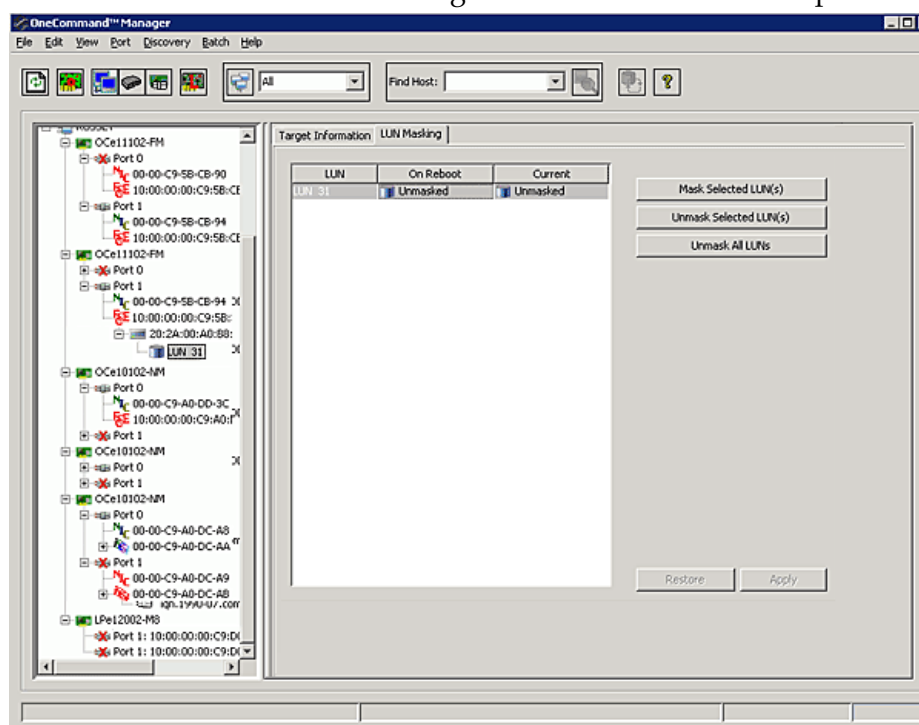 OneCommand™ Manager
File Edit View Port Discovery Batch Help
All
Find Host:
OCe11102-FM
Port 0
00-00-C9-5B-CB-90
10:00:00:00:C9:5B:CE
Port 1
00-00-C9-5B-CB-94
10:00:00:00:C9:5B:CE
OCe11102-FM
Port 0
Port 1
00-00-C9-5B-CB-94
10:00:00:00:C9:5B:
20:2A:00:A0:B8:
LUN 31
OCe10102-NM
Port 0
00-00-C9-A0-DD-3C
10:00:00:00:C9:A0:
Port 1
OCe10102-NM
Port 0
Port 1
OCe10102-NM
Port 0
00-00-C9-A0-DC-A8
00-00-C9-A0-DC-AA
Port 1
00-00-C9-A0-DC-A9
00-00-C9-A0-DC-AB
iqn.1990-07.com
LPe12002-M8
Port 1: 10:00:00:00:C9:D
Port 1: 10:00:00:00:C9:D
Target Information LUN Masking
LUN On Reboot Current
LUN 31 Unmasked Unmasked
Mask Selected LUN(s)
Unmask Selected LUN(s)
Unmask All LUNs
Restore Apply